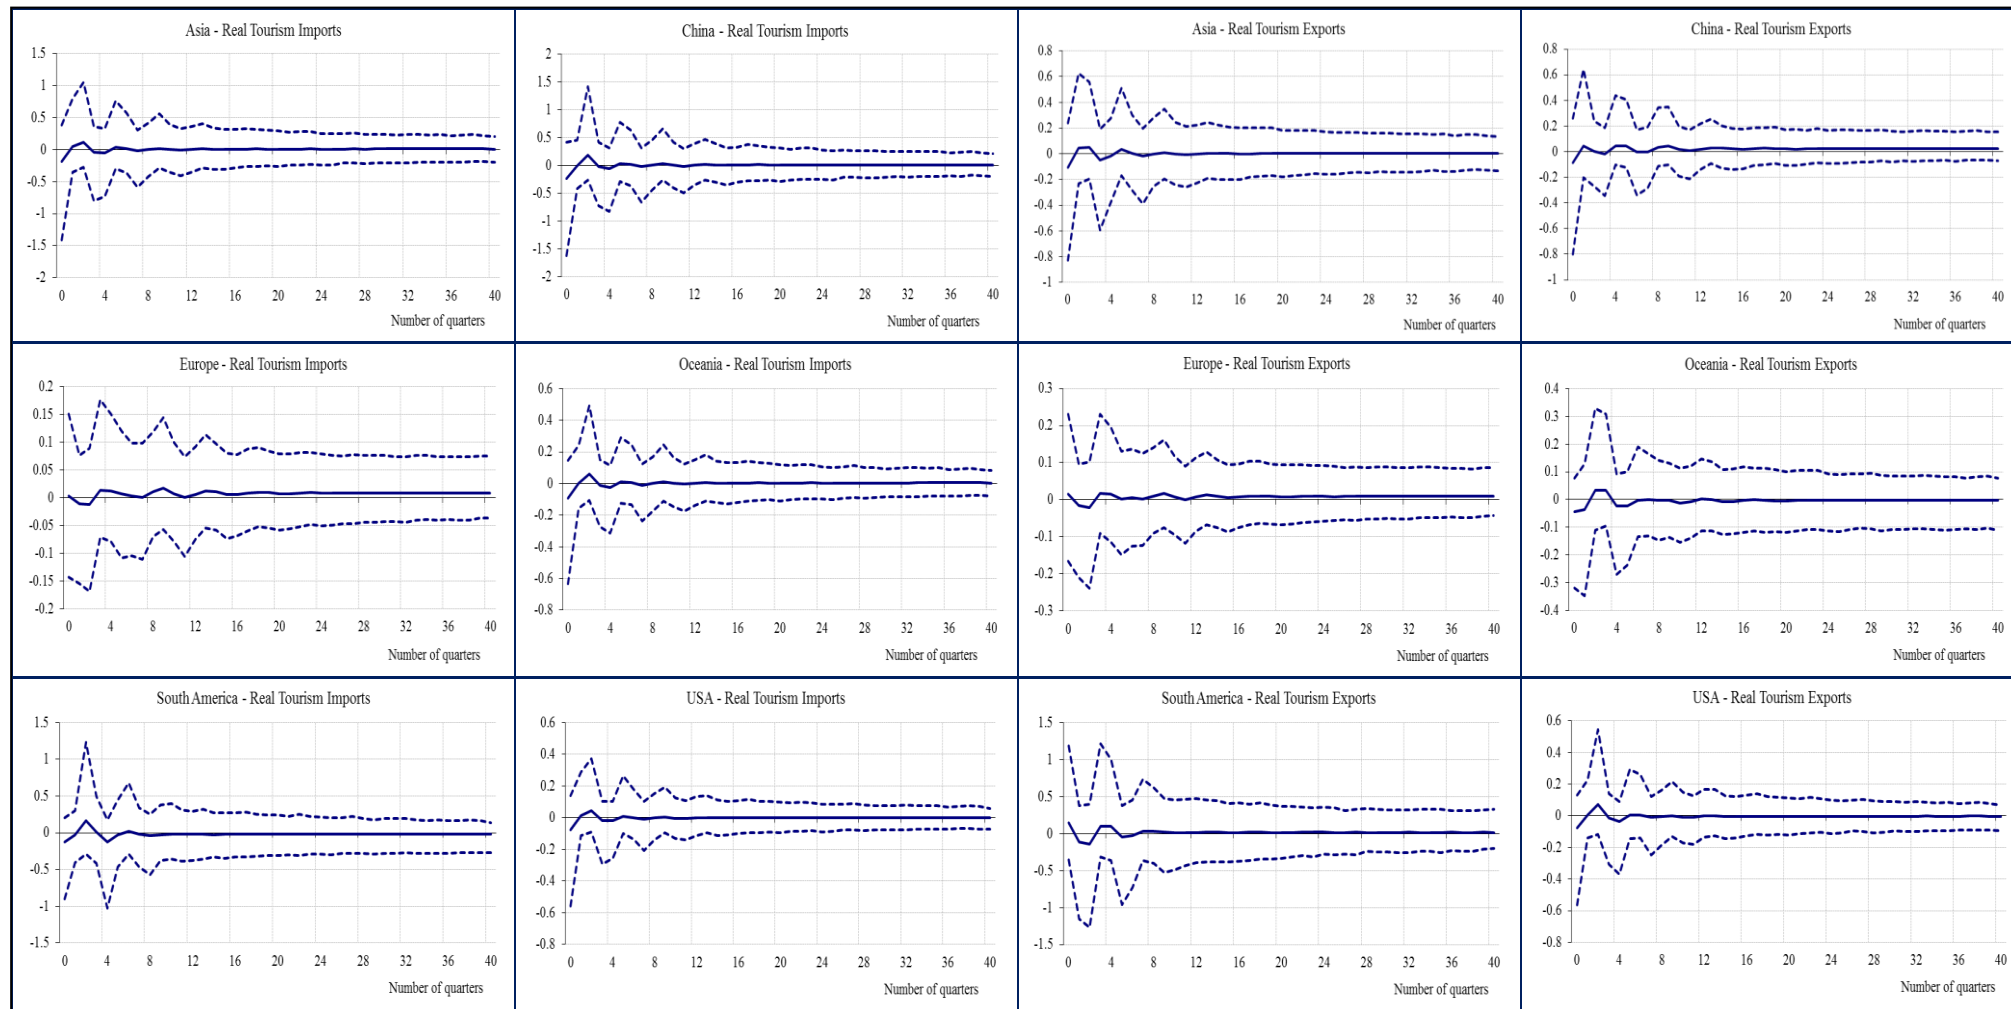 Asia - Real Tourism Imports
1.5
1
0.5
0
-0.5
-1
-1.5
-2
0 4 8 12 16 20 24 28 32 36 40
Number of quarters
China - Real Tourism Imports
2
1.5
1
0.5
0
-0.5
-1
-1.5
-2
0 4 8 12 16 20 24 28 32 36 40
Number of quarters
Asia - Real Tourism Exports
0.8
0.6
0.4
0.2
0
-0.2
-0.4
-0.6
-0.8
-1
0 4 8 12 16 20 24 28 32 36 40
Number of quarters
China - Real Tourism Exports
0.8
0.6
0.4
0.2
0
-0.2
-0.4
-0.6
-0.8
-1
0 4 8 12 16 20 24 28 32 36 40
Number of quarters
Europe - Real Tourism Imports
0.2
0.15
0.1
0.05
0
-0.05
-0.1
-0.15
-0.2
0 4 8 12 16 20 24 28 32 36 40
Number of quarters
Oceania - Real Tourism Imports
0.6
0.4
0.2
0
-0.2
-0.4
-0.6
-0.8
0 4 8 12 16 20 24 28 32 36 40
Number of quarters
Europe - Real Tourism Exports
0.3
0.2
0.1
0
-0.1
-0.2
-0.3
0 4 8 12 16 20 24 28 32 36 40
Number of quarters
Oceania - Real Tourism Exports
0.4
0.3
0.2
0.1
0
-0.1
-0.2
-0.3
-0.4
0 4 8 12 16 20 24 28 32 36 40
Number of quarters
South America - Real Tourism Imports
1.5
1
0.5
0
-0.5
-1
-1.5
0 4 8 12 16 20 24 28 32 36 40
Number of quarters
USA - Real Tourism Imports
0.6
0.4
0.2
0
-0.2
-0.4
-0.6
-0.8
0 4 8 12 16 20 24 28 32 36 40
Number of quarters
South America - Real Tourism Exports
1.5
1
0.5
0
-0.5
-1
-1.5
0 4 8 12 16 20 24 28 32 36 40
Number of quarters
USA - Real Tourism Exports
0.6
0.4
0.2
0
-0.2
-0.4
-0.6
-0.8
0 4 8 12 16 20 24 28 32 36 40
Number of quarters